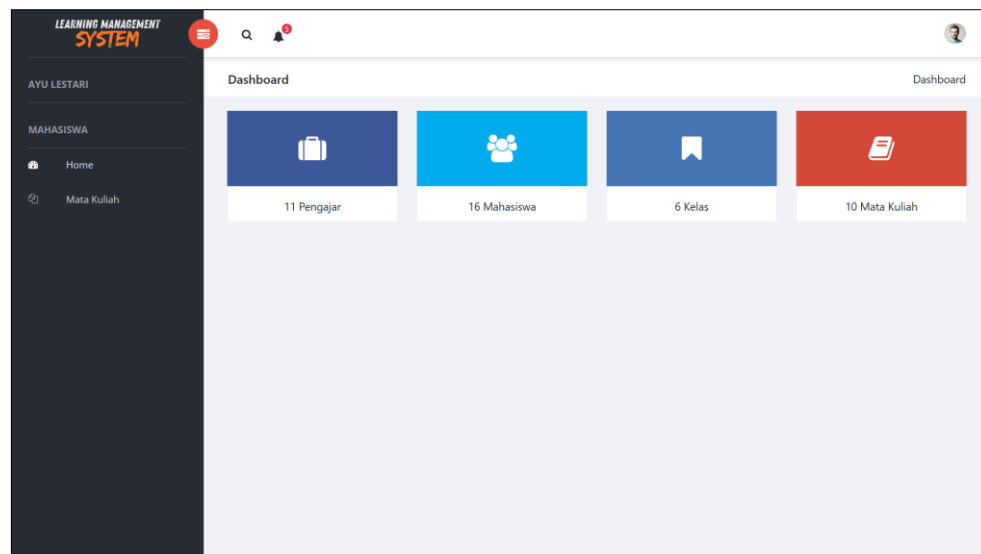 LEARNING MANAGEMENT
SYSTEM
5
AYU LESTARI
MAHASISWA
Home
Mata Kuliah
Dashboard
Dashboard
11 Pengajar
16 Mahasiswa
6 Kelas
10 Mata Kuliah